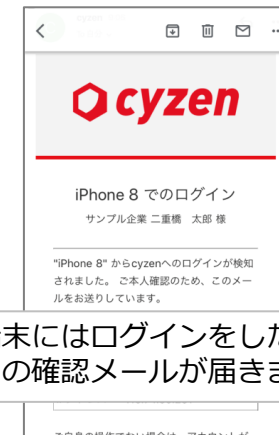 cyzen
iPhone 8 でのログイン
サンプル企業 二重橋 太郎 様
"iPhone 8" からcyzenへのログインが検知
されました。 ご本人確認のため、このメー
ルをお送りしています。
末にはログインをした
の確認メールが届きま